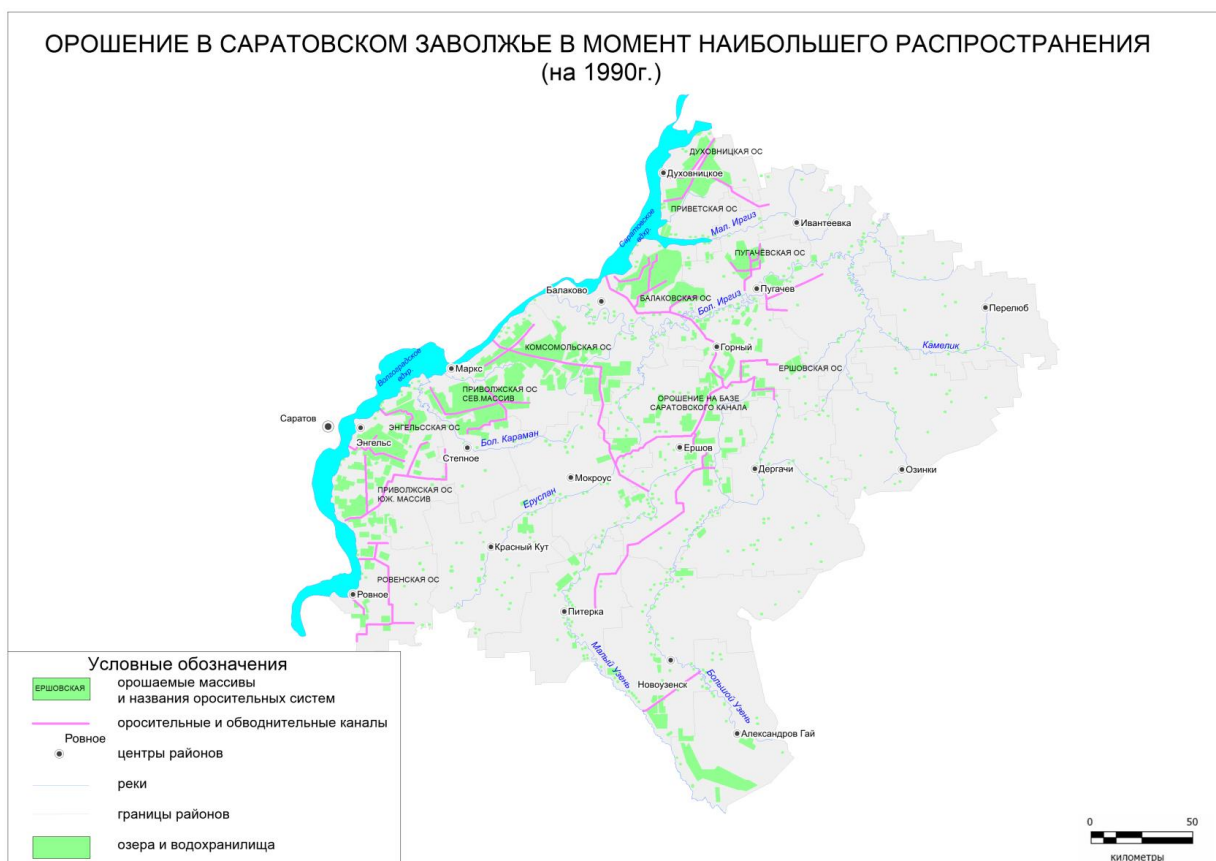 ОРОШЕНИЕ В САРАТОВСКОМ ЗАВОЛЖЬЕ В МОМЕНТ НАИБОЛЬШЕГО РАСПРОСТРАНЕНИЯ
(на 1990г.)
ДУХОВНИЦКАЯ ОС
Духовницкое
ПРИВЕТСКАЯ ОС
Саратовское
вдхр.
Мал. Иргиз
Ивантеевка
ПУГАЧЁВСКАЯ ОС
Балаково
БАЛАКОВСКАЯ ОС
Бол. Иргиз
Пугачев
Перелюб
КОМСОМОЛЬСКАЯ ОС
Горный
Камелик
Волгоградское
вдхр.
Маркс
ЕРШОВСКАЯ ОС
ПРИВОЛЖСКАЯ ОС
СЕВ.МАССИВ
ОРОШЕНИЕ НА БАЗЕ
САРАТОВСКОГО КАНАЛА
Саратов
ЭНГЕЛЬССКАЯ ОС
Энгельс
Бол. Караман
Степное
Ершов
Мокроус
Дергачи
Озинки
ПРИВОЛЖСКАЯ ОС
ЮЖ. МАССИВ
Еруслан
Красный Кут
РОВЕНСКАЯ ОС
Ровное
Питерка
Малый Узень
Новоузенск
Большой Узень
Александров Гай
Условные обозначения
ЕРШОВСКАЯ
орошаемые массивы
и названия оросительных систем
оросительные и обводнительные каналы
Ровное
центры районов
реки
границы районов
озера и водохранилища
0 50
километры